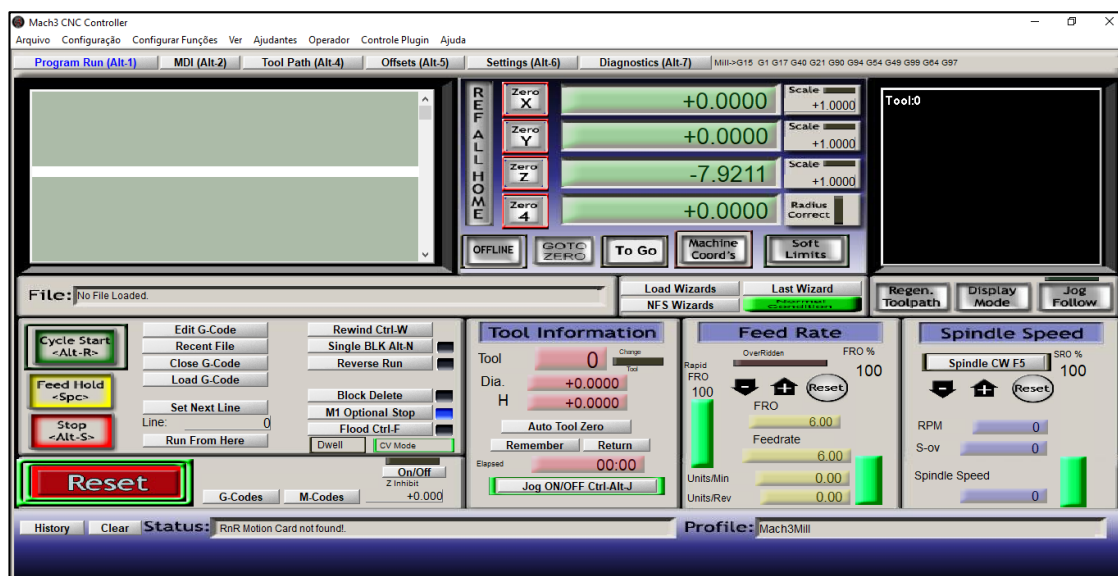 Mach3 CNC Controller
Arquivo Configuração Configurar Funções Ver Ajudantes Operador Controle Plugin Ajuda
Program Run (Alt-1) MDI (Alt-2) Tool Path (Alt-4) Offsets (Alt-5) Settings (Alt-6) Diagnostics (Alt-7) Mill->G15 G1 G17 G40 G21 G90 G94 G54 G49 G99 G64 G97
REF ALL HOME
Zero X +0.0000 Scale +1.0000
Zero Y +0.0000 Scale +1.0000
Zero Z -7.9211 Scale +1.0000
Zero 4 +0.0000 Radius Correct
OFFLINE GOTO ZERO To Go Machine Coord's Soft Limits
Tool:0
File: No File Loaded.
Load Wizards Last Wizard
NFS Wizards Normal Condition
Regen. Toolpath Display Mode Jog Follow
Cycle Start <Alt-R>
Feed Hold <Spc>
Stop <Alt-S>
Edit G-Code Rewind Ctrl-W
Recent File Single BLK Alt-N
Close G-Code Reverse Run
Load G-Code
Block Delete
Set Next Line M1 Optional Stop
Line: 0 Flood Ctrl-F
Run From Here Dwell CV Mode
Reset
G-Codes M-Codes
On/Off
Z Inhibit
+0.000
Tool Information
Tool 0 Change Tool
Dia. +0.0000
H +0.0000
Auto Tool Zero
Remember Return
Elapsed 00:00
Jog ON/OFF Ctrl-Alt-J
Feed Rate
OverRidden FRO %
100
Rapid FRO
100
Reset
FRO
6.00
Feedrate
6.00
Units/Min 0.00
Units/Rev 0.00
Spindle Speed
Spindle CW F5 SRO %
100
Reset
RPM 0
S-ov 0
Spindle Speed
0
History Clear Status: RnR Motion Card not found!. Profile: Mach3Mill